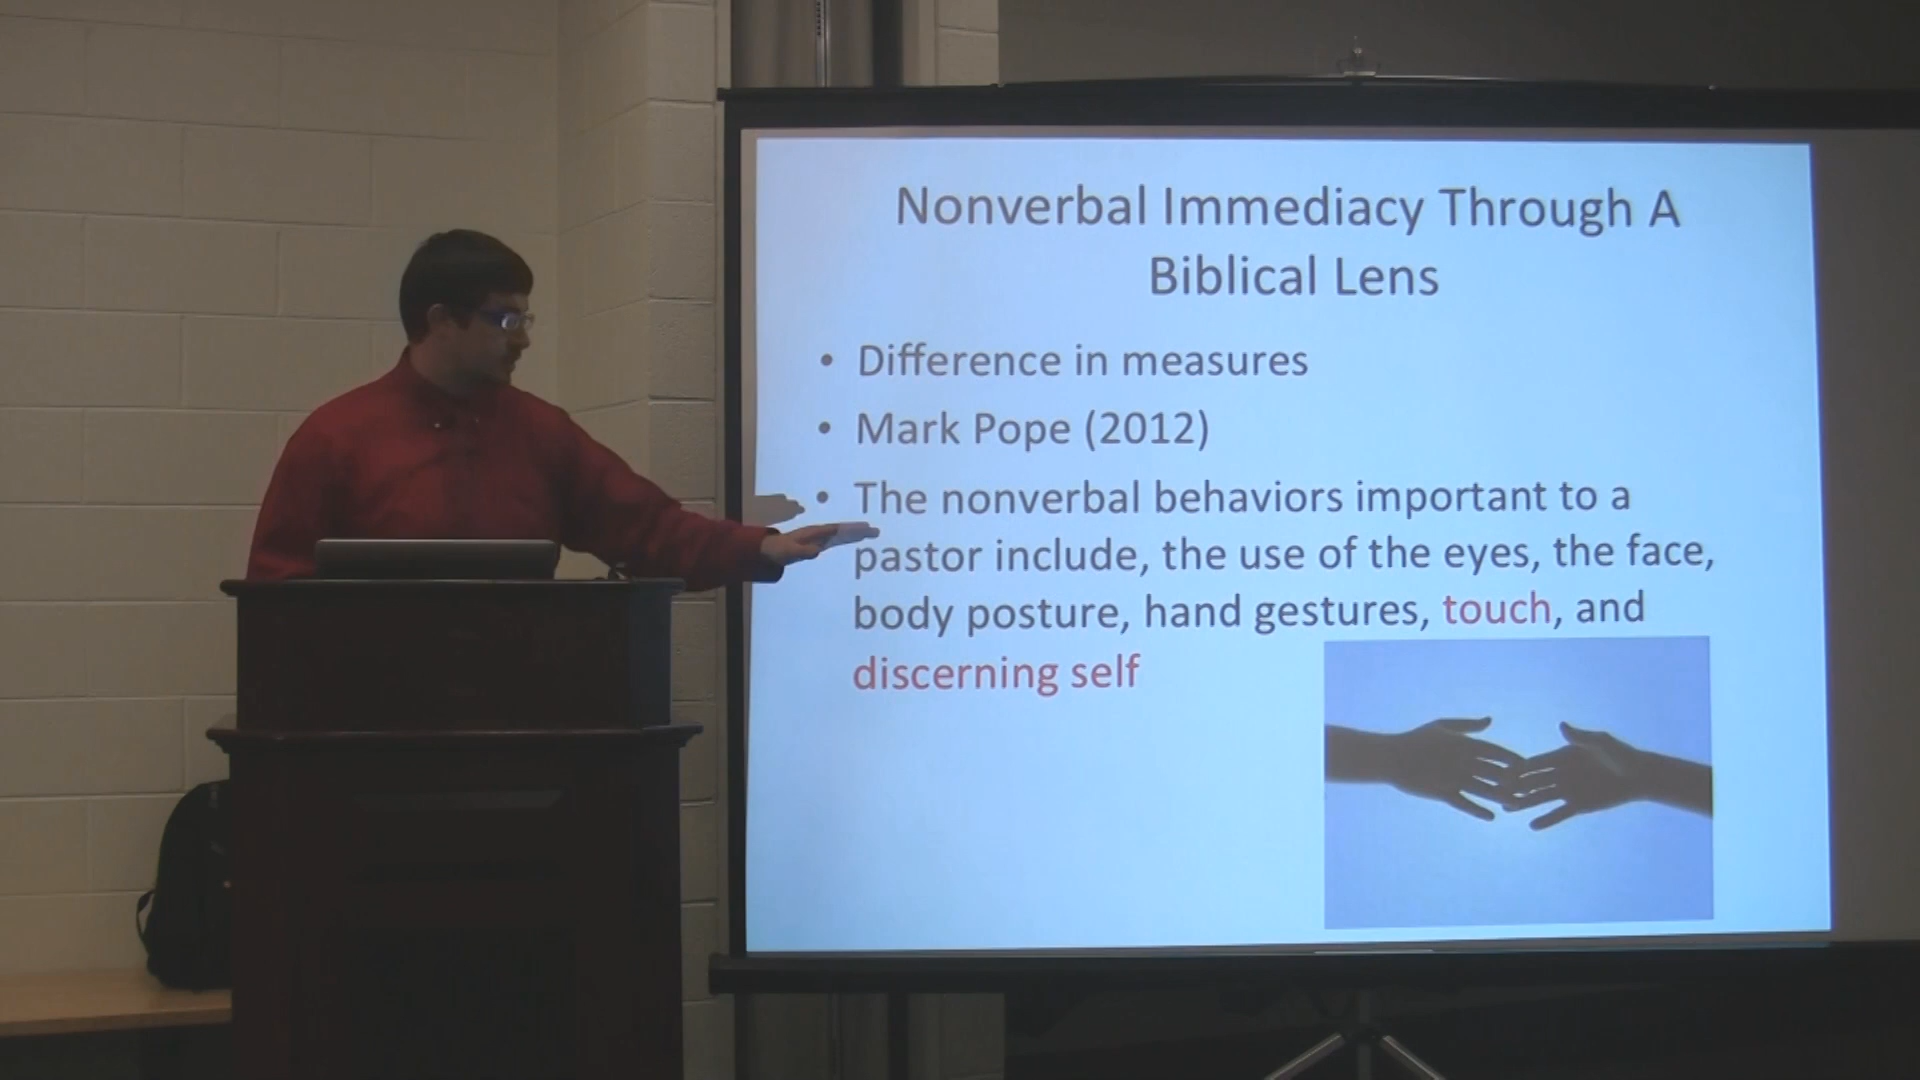 Nonverbal Immediacy Through A
Biblical Lens
• Difference in measures
• Mark Pope (2012)
• The nonverbal behaviors important to a
pastor include, the use of the eyes, the face,
body posture, hand gestures, touch, and
discerning self